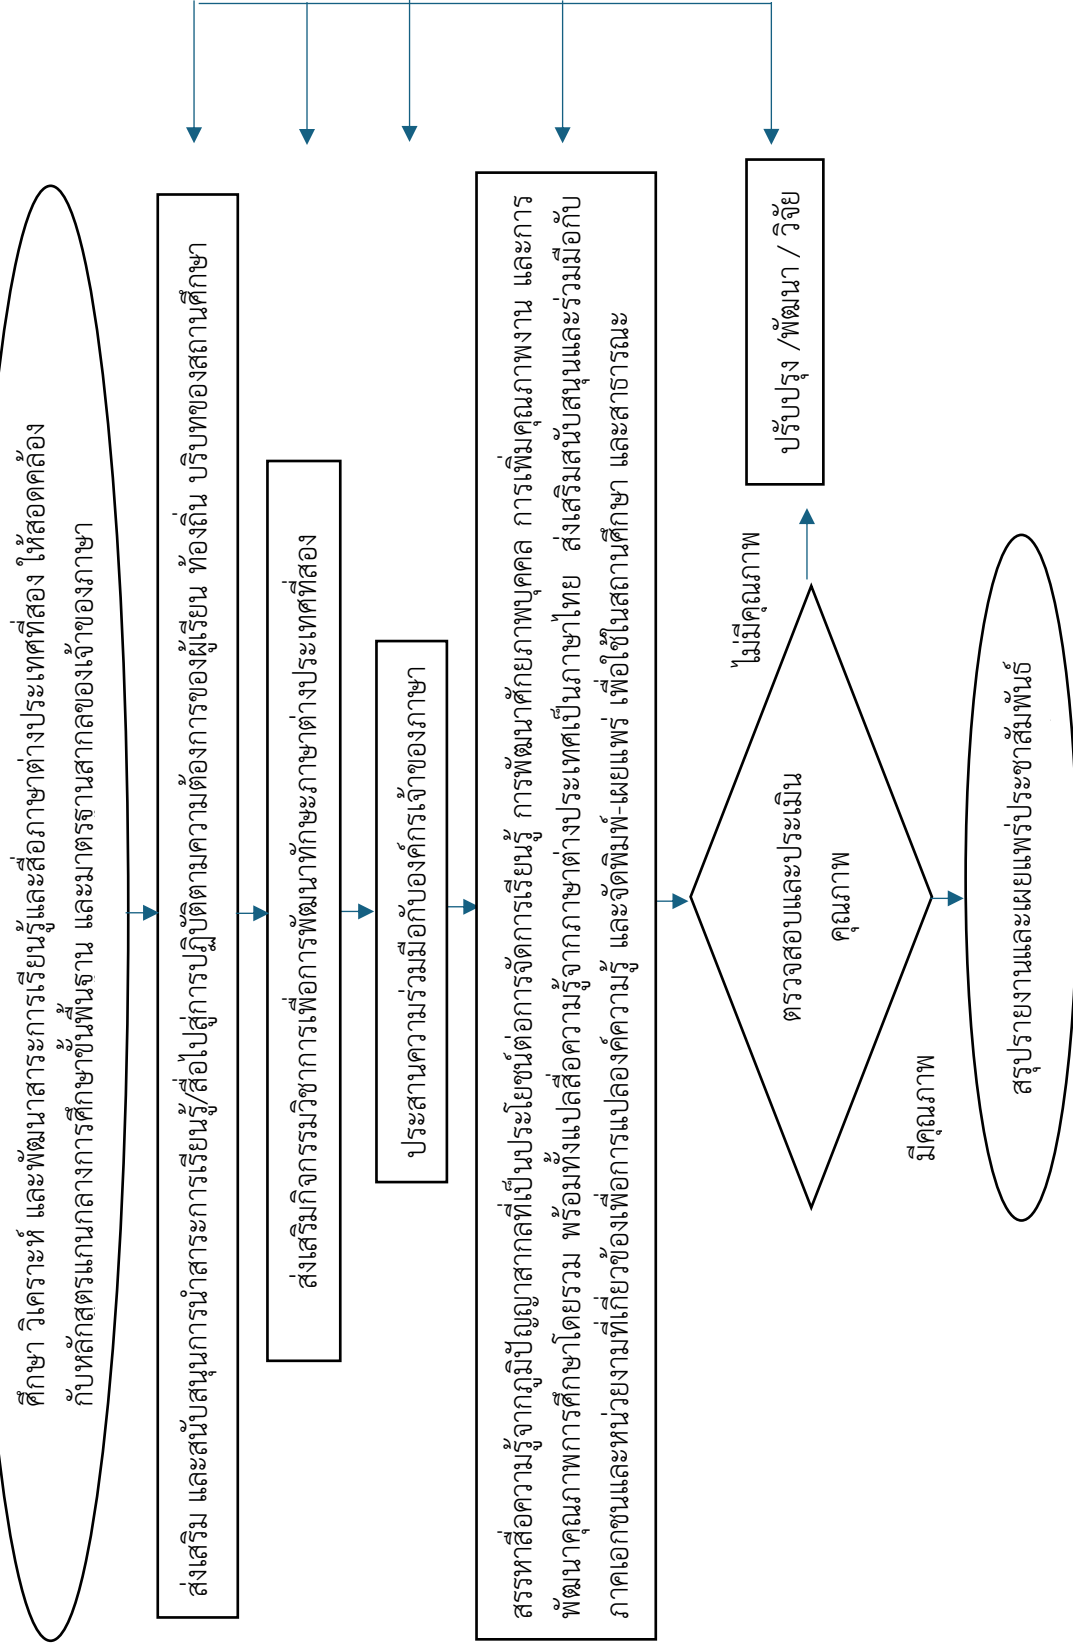 ศึกษา วิเคราะห์ และพัฒนาสาระการเรียนรู้และสื่อภาษาต่างประเทศที่สอง ให้สอดคล้อง
กับหลักสูตรแกนกลางการศึกษาขั้นพื้นฐาน และมาตรฐานสากลของเจ้าของภาษา
ส่งเสริม และสนับสนุนการนำสาระการเรียนรู้/สื่อไปสู่การปฏิบัติตามความต้องการของผู้เรียน ท้องถิ่น บริบทของสถานศึกษา
ส่งเสริมกิจกรรมวิชาการเพื่อการพัฒนาทักษะภาษาต่างประเทศที่สอง
ประสานความร่วมมือกับองค์กรเจ้าของภาษา
สรรหาสื่อความรู้จากภูมิปัญญาสากลที่เป็นประโยชน์ต่อการจัดการเรียนรู้ การพัฒนาศักยภาพบุคคล การเพิ่มคุณภาพงาน และการ
พัฒนาคุณภาพการศึกษาโดยรวม พร้อมทั้งแปลสื่อความรู้จากภาษาต่างประเทศเป็นภาษาไทย ส่งเสริมสนับสนุนและร่วมมือกับ
ภาคเอกชนและหน่วยงามที่เกี่ยวข้องเพื่อการแปลองค์ความรู้ และจัดพิมพ์-เผยแพร่ เพื่อใช้ในสถานศึกษา และสาธารณะ
ตรวจสอบและประเมิน
คุณภาพ
ไม่มีคุณภาพ
ปรับปรุง /พัฒนา / วิจัย
มีคุณภาพ
สรุปรายงานและเผยแพร่ประชาสัมพันธ์